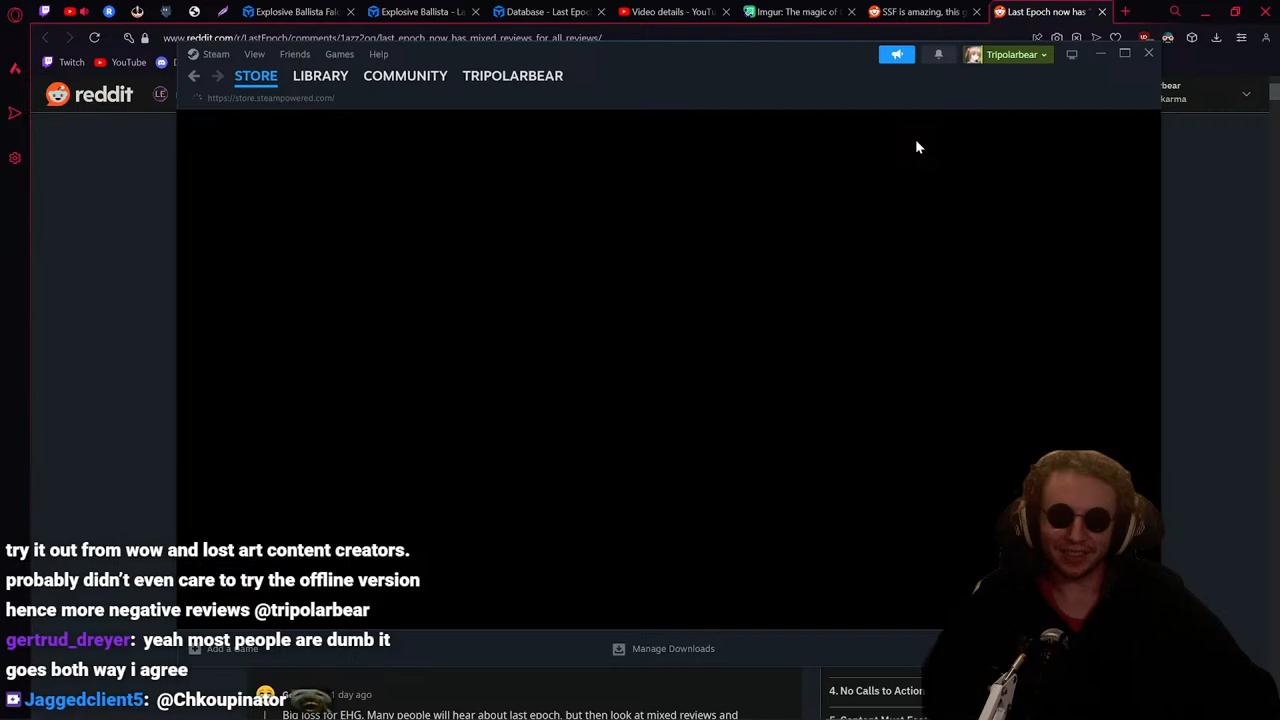 Explosive Ballista Fal
Explosive Ballista - La
Database - Last Epoc
Video details - YouTu
Imgur: The magic of
SSF is amazing, this g
Last Epoch now has
www.reddit.com/r/LastEpoch/comments/1azz2oq/last_epoch_now_has_mixed_reviews_for_all_reviews/
Twitch
YouTube
Steam View Friends Games Help
Tripolarbear
STORE LIBRARY COMMUNITY TRIPOLARBEAR
https://store.steampowered.com/
reddit
LE
bear
karma
try it out from wow and lost art content creators.
probably didn't even care to try the offline version
hence more negative reviews @tripolarbear
gertrud_dreyer: yeah most people are dumb it
goes both way i agree
Jaggedclient5: @Chkoupinator
Add a Game
Manage Downloads
1 day ago
4. No Calls to Action
Big loss for EHG. Many people will hear about last epoch, but then look at mixed reviews and